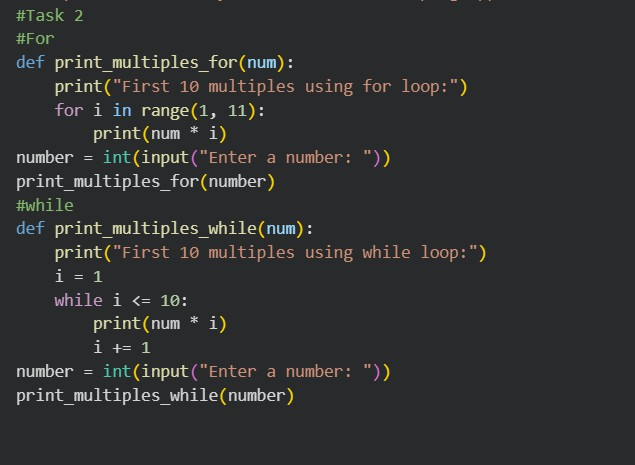 #Task 2
#For
def print_multiples_for(num):
    print("First 10 multiples using for loop:")
    for i in range(1, 11):
        print(num * i)
number = int(input("Enter a number: "))
print_multiples_for(number)
#while
def print_multiples_while(num):
    print("First 10 multiples using while loop:")
    i = 1
    while i <= 10:
        print(num * i)
        i += 1
number = int(input("Enter a number: "))
print_multiples_while(number)